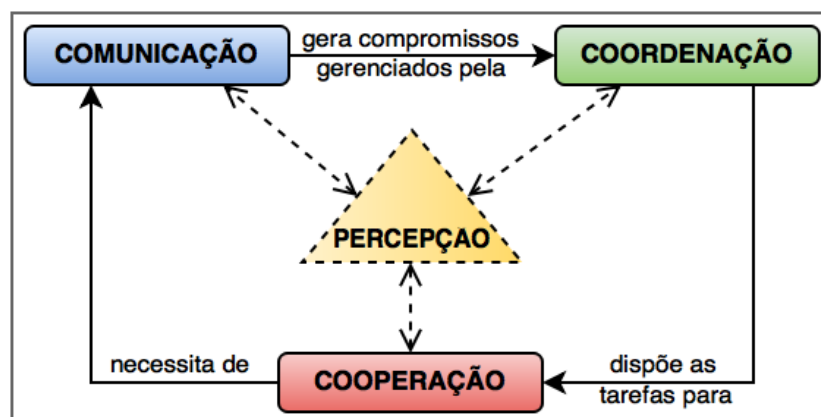 COMUNICAÇÃO
gera compromissos
gerenciados pela
COORDENAÇÃO
PERCEPÇAO
necessita de
COOPERAÇÃO
dispõe as
tarefas para